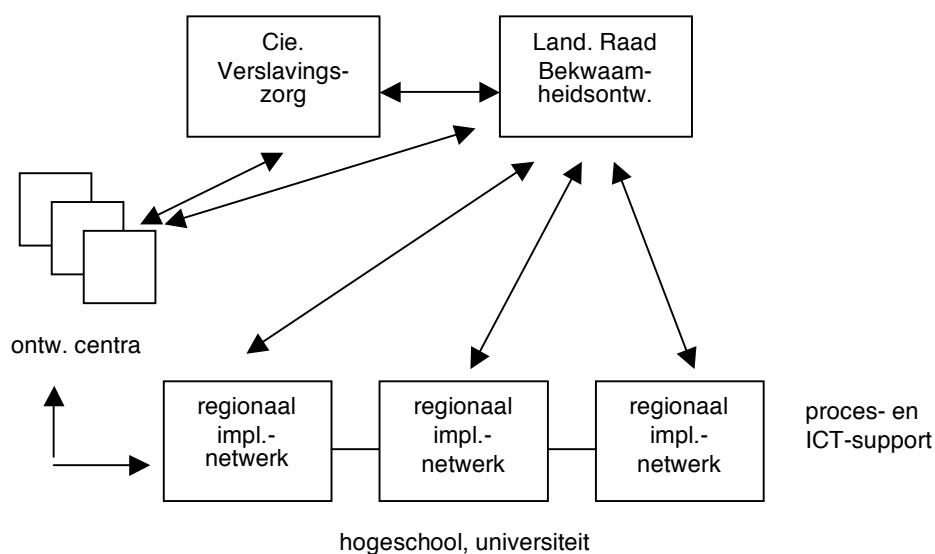 Cie.
Verslavings-
zorg
Land. Raad
Bekwaam-
heidsontw.
ontw. centra
regionaal
impl.-
netwerk
regionaal
impl.-
netwerk
regionaal
impl.-
netwerk
proces- en
ICT-support
hogeschool, universiteit